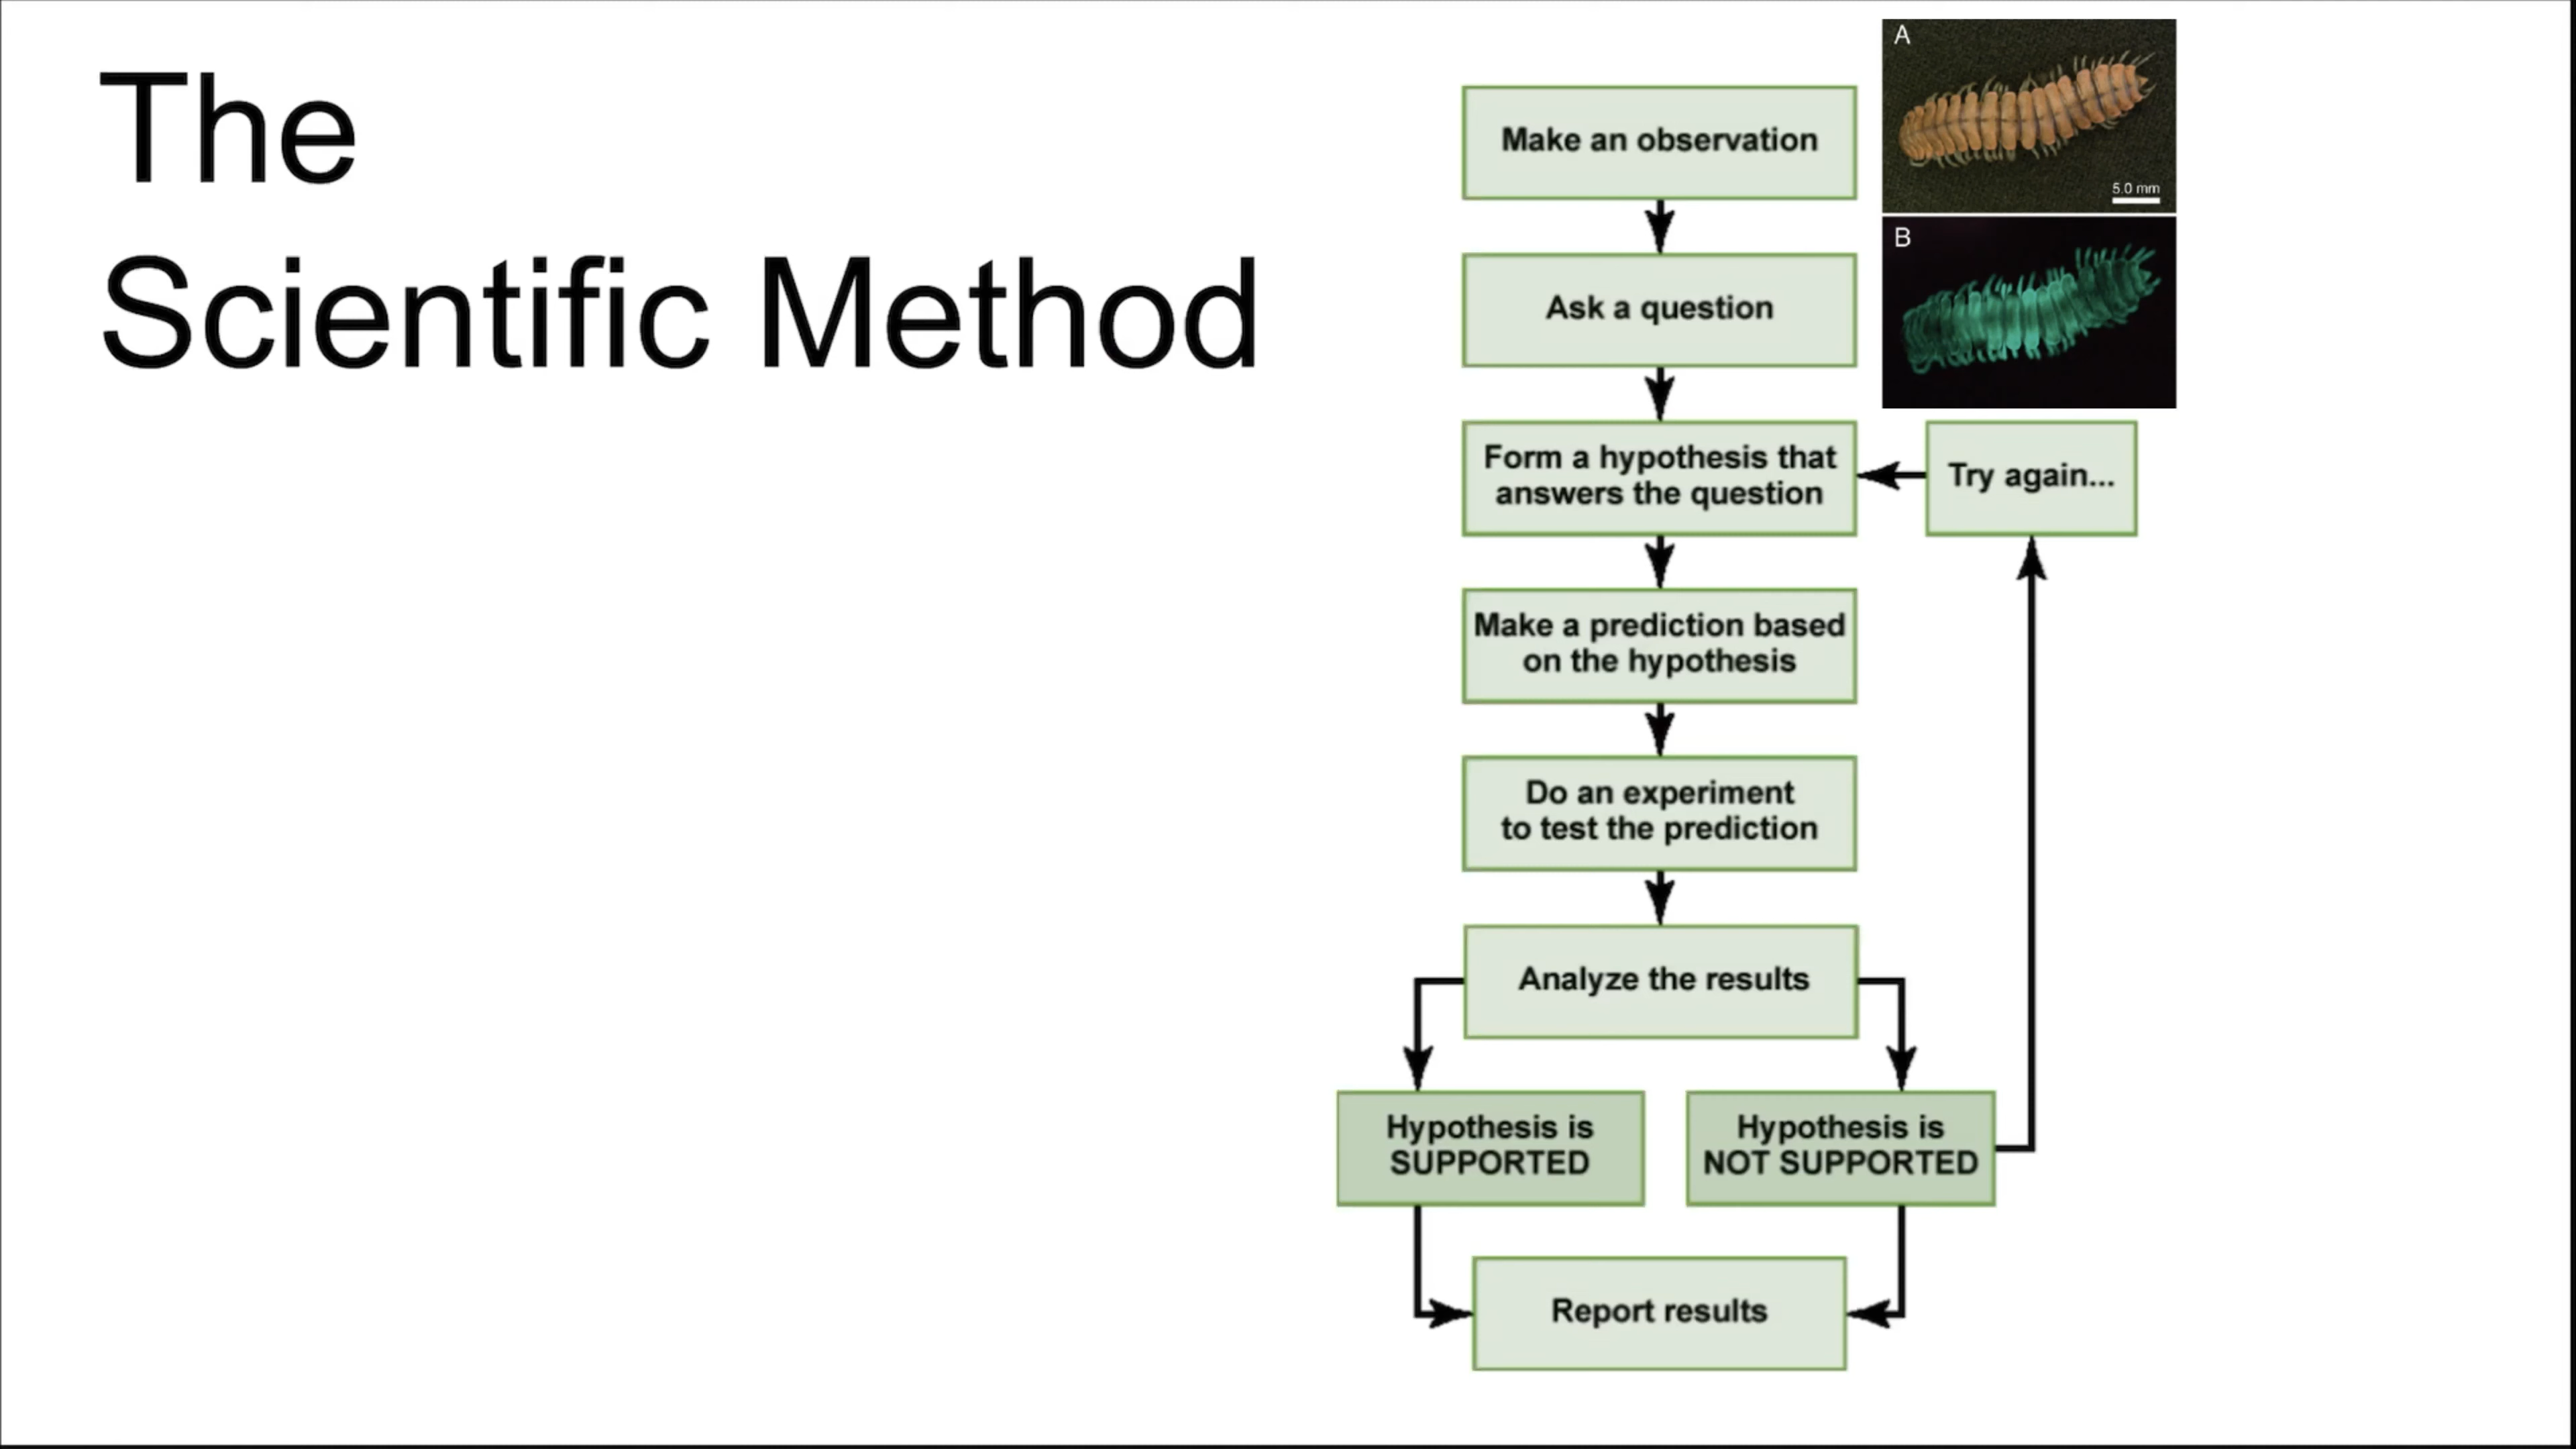 The
Scientific Method
Make an observation
A
5.0 mm
Ask a question
B
Form a hypothesis that
answers the question
Try again...
Make a prediction based
on the hypothesis
Do an experiment
to test the prediction
Analyze the results
Hypothesis is
SUPPORTED
Hypothesis is
NOT SUPPORTED
Report results